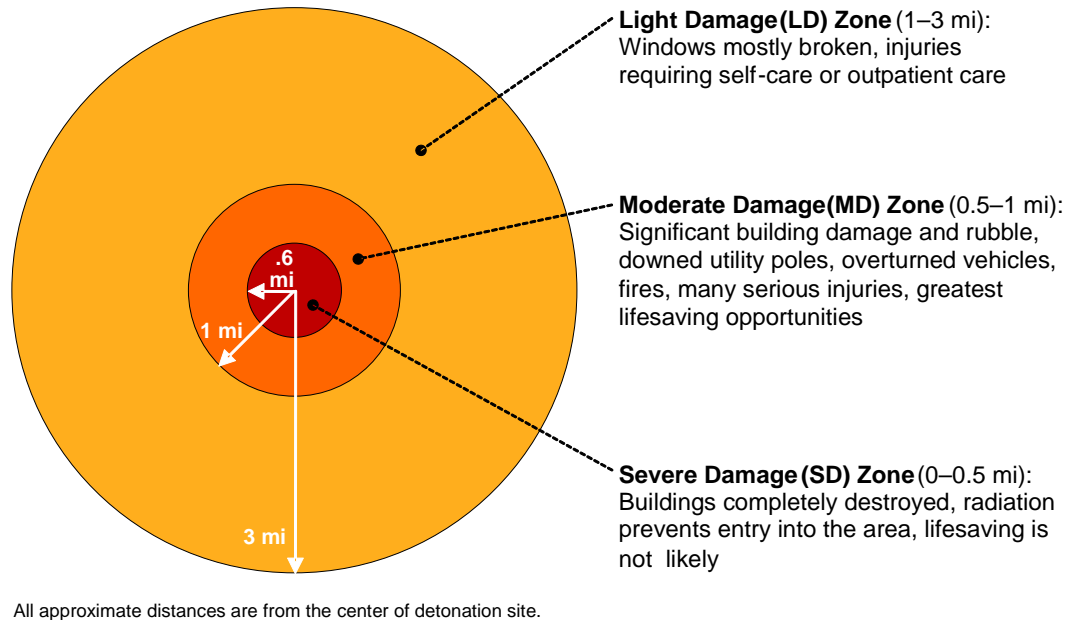 Light Damage (LD) Zone (1–3 mi):
Windows mostly broken, injuries
requiring self-care or outpatient care
Moderate Damage (MD) Zone (0.5–1 mi):
Significant building damage and rubble,
downed utility poles, overturned vehicles,
fires, many serious injuries, greatest
lifesaving opportunities
.6
mi
1 mi
3 mi
Severe Damage (SD) Zone (0–0.5 mi):
Buildings completely destroyed, radiation
prevents entry into the area, lifesaving is
not likely
All approximate distances are from the center of detonation site.